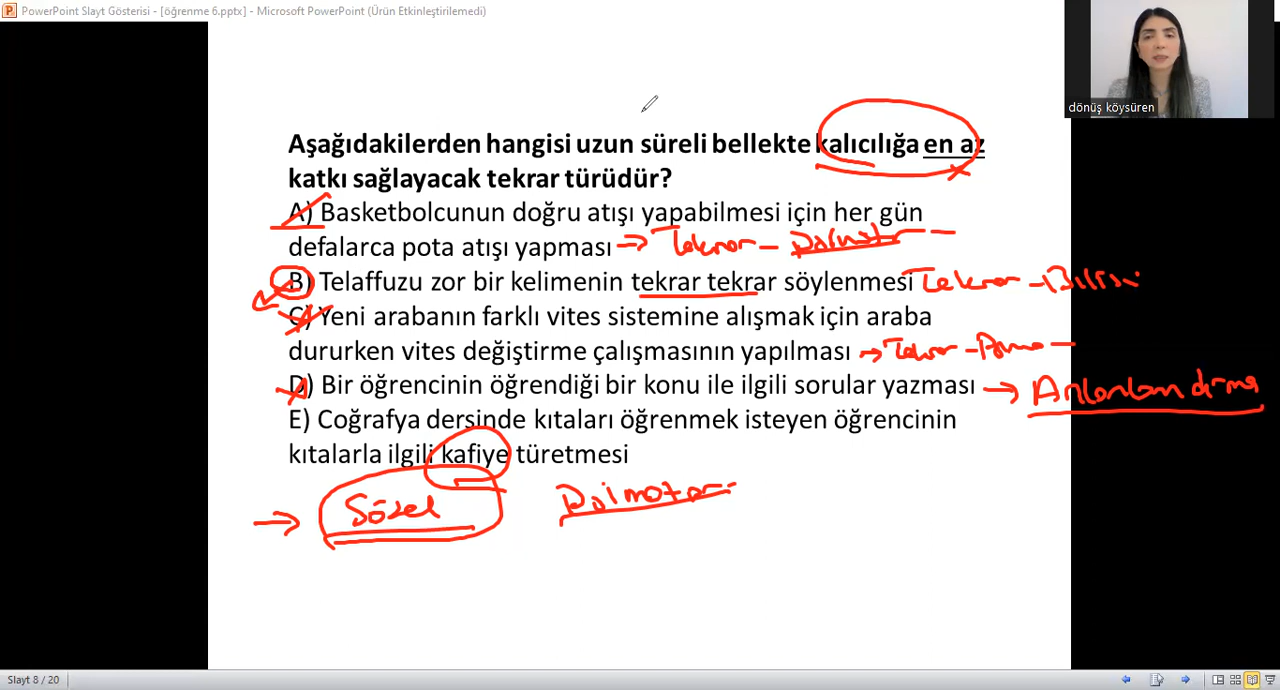 PowerPoint Slayt Gösterisi - [öğrenme 6.pptx] - Microsoft PowerPoint (Ürün Etkinleştirilemedi)
dönüş köysüren
Aşağıdakilerden hangisi uzun süreli bellekte kalıcılığa en az
katkı sağlayacak tekrar türüdür?
A) Basketbolcunun doğru atışı yapabilmesi için her gün
defalarca pota atışı yapması → Tekrar - Psikomotor -
B) Telaffuzu zor bir kelimenin tekrar tekrar söylenmesi Tekrar - Biliş
C) Yeni arabanın farklı vites sistemine alışmak için araba
dururken vites değiştirme çalışmasının yapılması → Tekrar -
D) Bir öğrencinin öğrendiği bir konu ile ilgili sorular yazması → Anlamlandırma
E) Coğrafya dersinde kıtaları öğrenmek isteyen öğrencinin
kıtalarla ilgili kafiye türetmesi
→ Sözel Psikomotor
Slayt 8 / 20